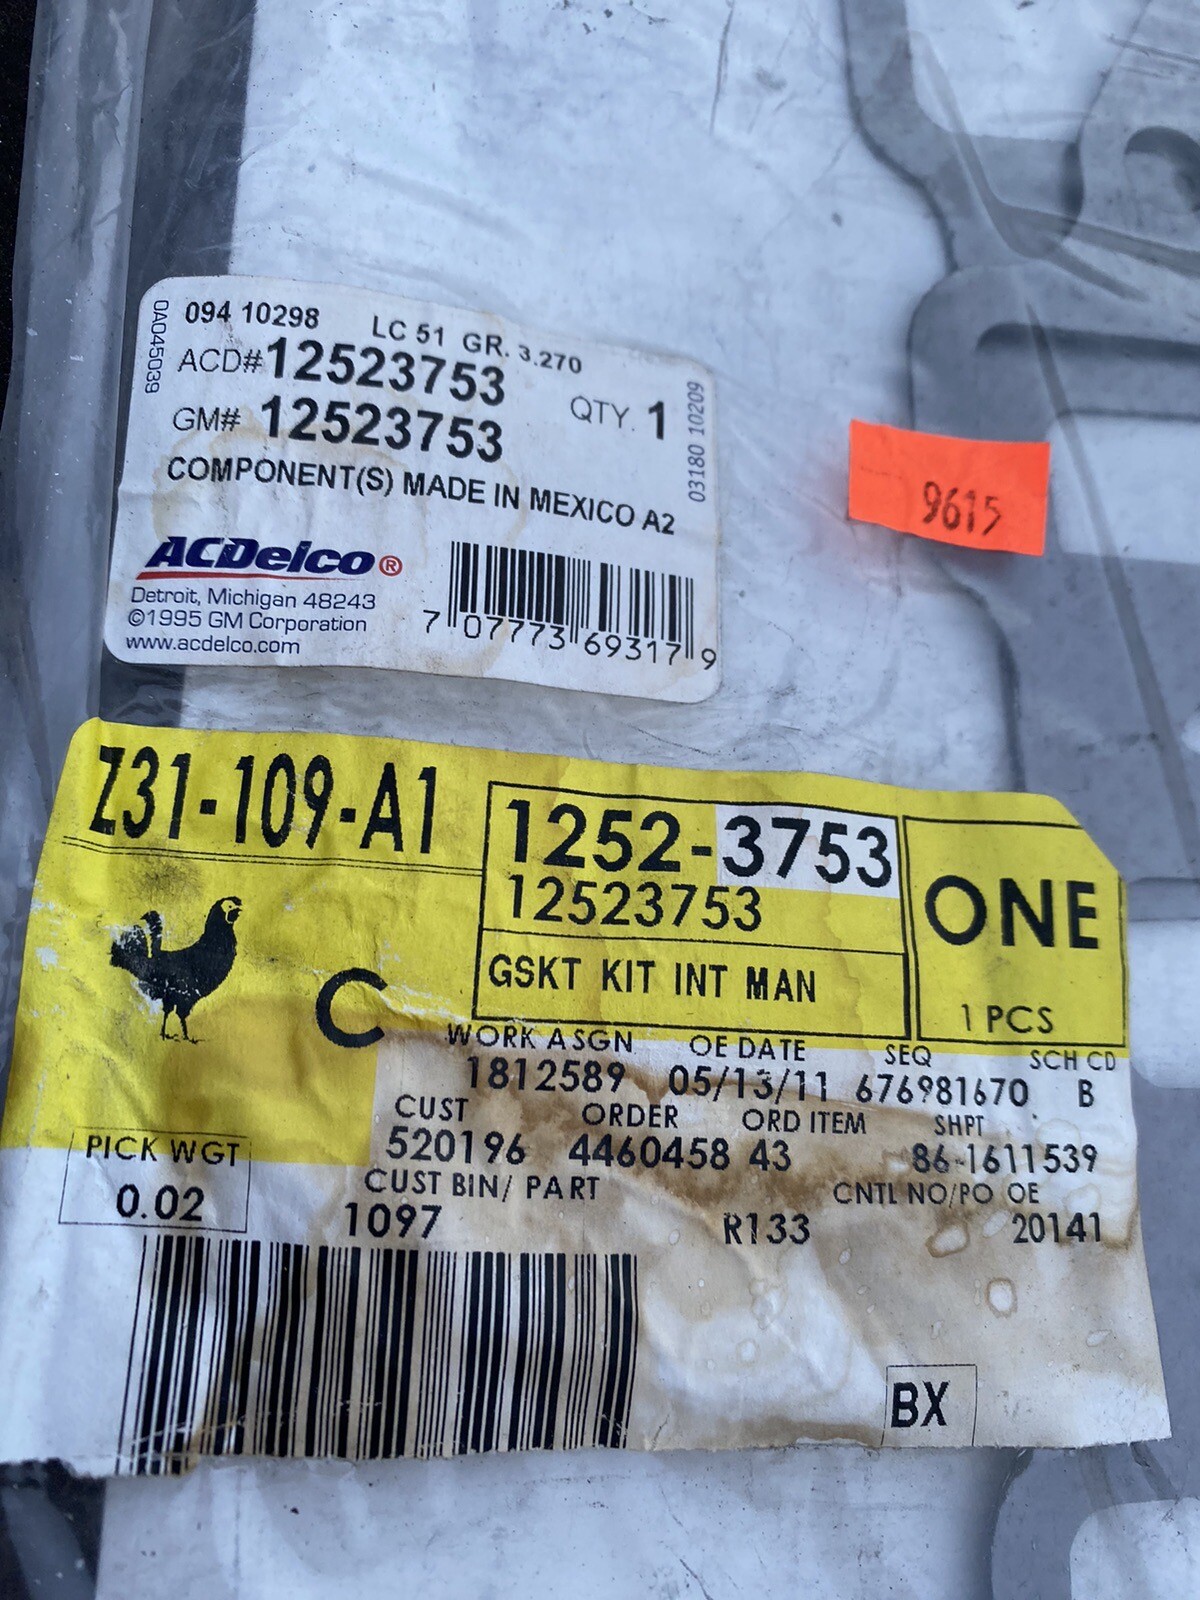 0A045039
094 10298 LC 51 GR. 3.270
ACD# 12523753
GM# 12523753
QTY. 1
03180 10209
COMPONENT(S) MADE IN MEXICO A2
ACDelco®
Detroit, Michigan 48243
©1995 GM Corporation
www.acdelco.com
7 07773 69317 9
9615
Z31-109-A1
1252-3753
12523753
GSKT KIT INT MAN
ONE
1 PCS
C
WORK ASGN OE DATE SEQ SCH CD
1812589 05/13/11 676981670 B
CUST ORDER ORD ITEM SHPT
520196 4460458 43 86-1611539
PICK WGT
0.02
CUST BIN/ PART CNTL NO/PO OE
1097 R133 20141
BX